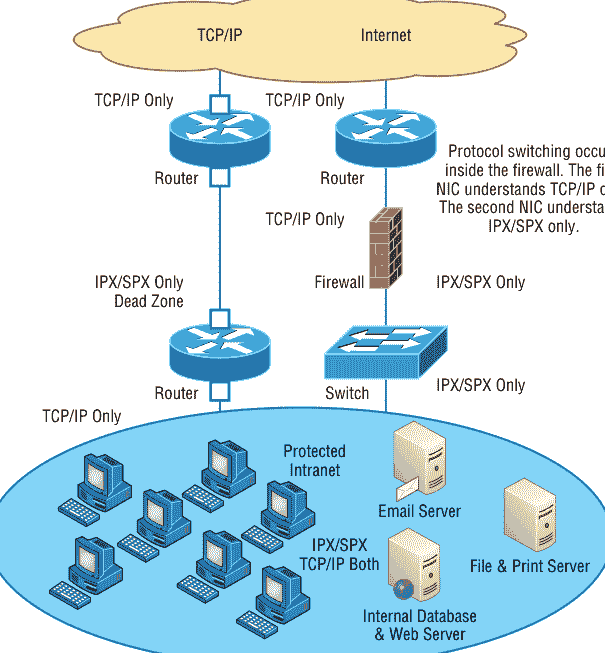 TCP/IP
Internet
TCP/IP Only
TCP/IP Only
Router
Router
Protocol switching
inside the firewall. The
NIC understands TCP/IP
The second NIC
IPX/SPX only.
TCP/IP Only
IPX/SPX Only
Dead Zone
Firewall
IPX/SPX Only
Router
Switch
IPX/SPX Only
TCP/IP Only
Protected
Intranet
Email Server
IPX/SPX
TCP/IP Both
File & Print Server
Internal Database
& Web Server